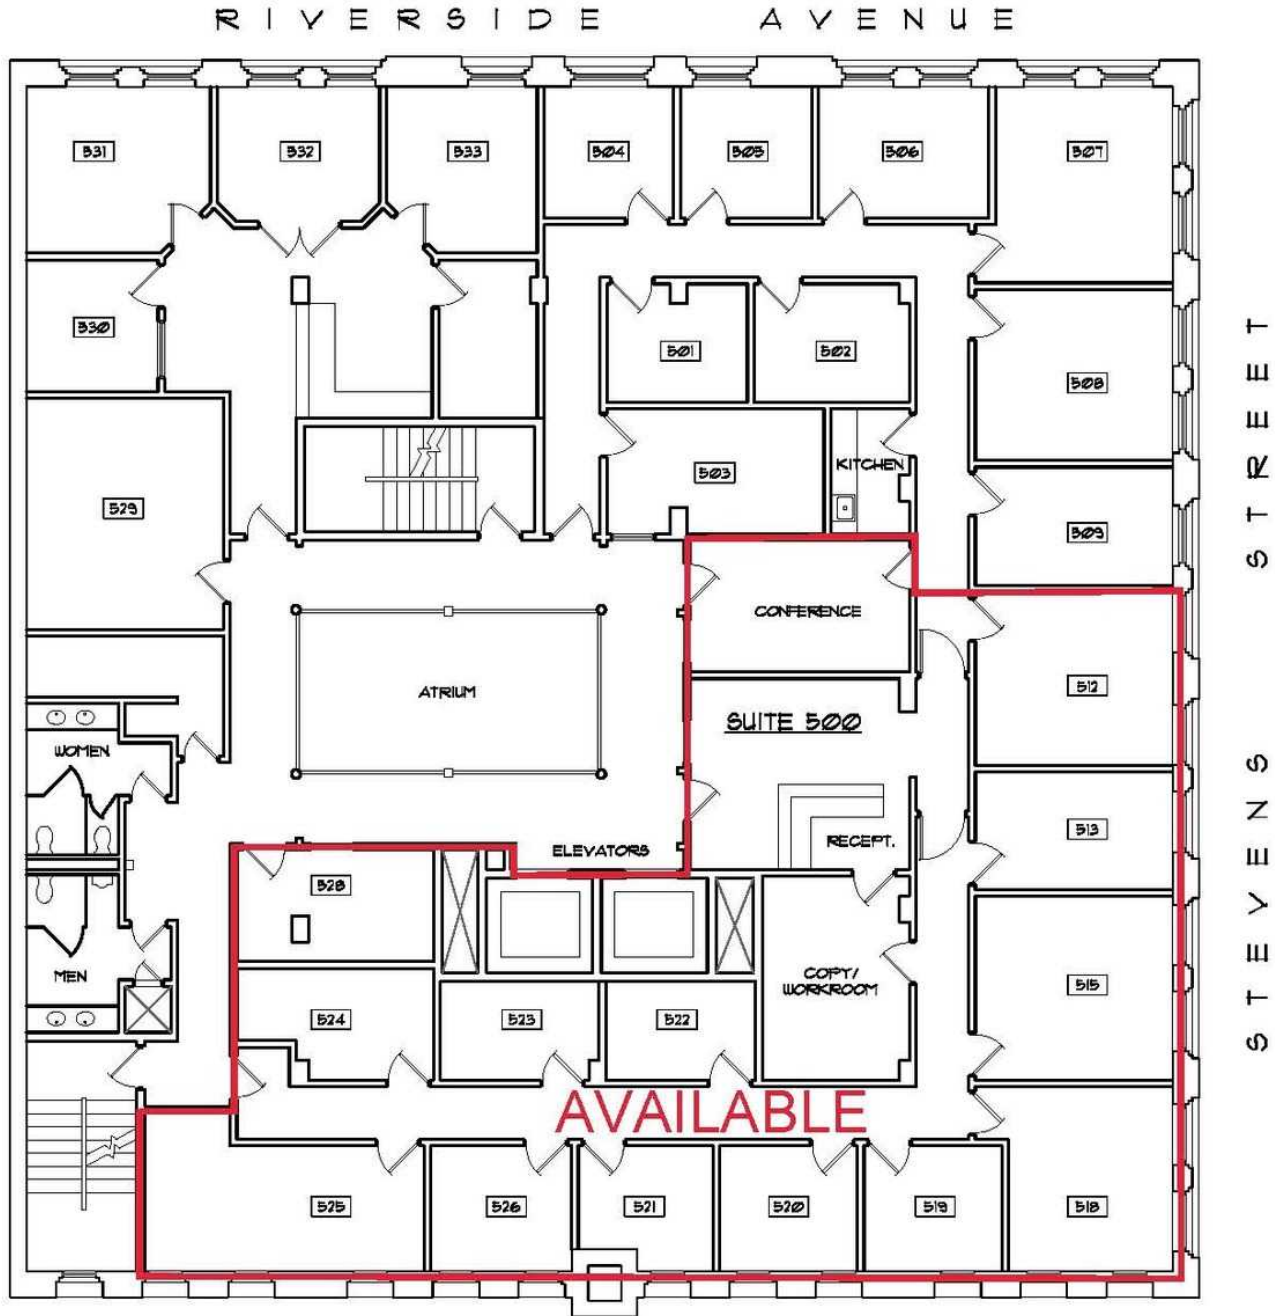 RIVERSIDE AVENUE
531
532
533
504
505
506
507
530
501
502
508
503
KITCHEN
529
509
CONFERENCE
ATRIUM
512
SUITE 500
WOMEN
513
RECEPT.
ELEVATORS
528
MEN
COPY/
WORKROOM
515
524
523
522
AVAILABLE
525
526
521
520
519
518
STEVENS STREET